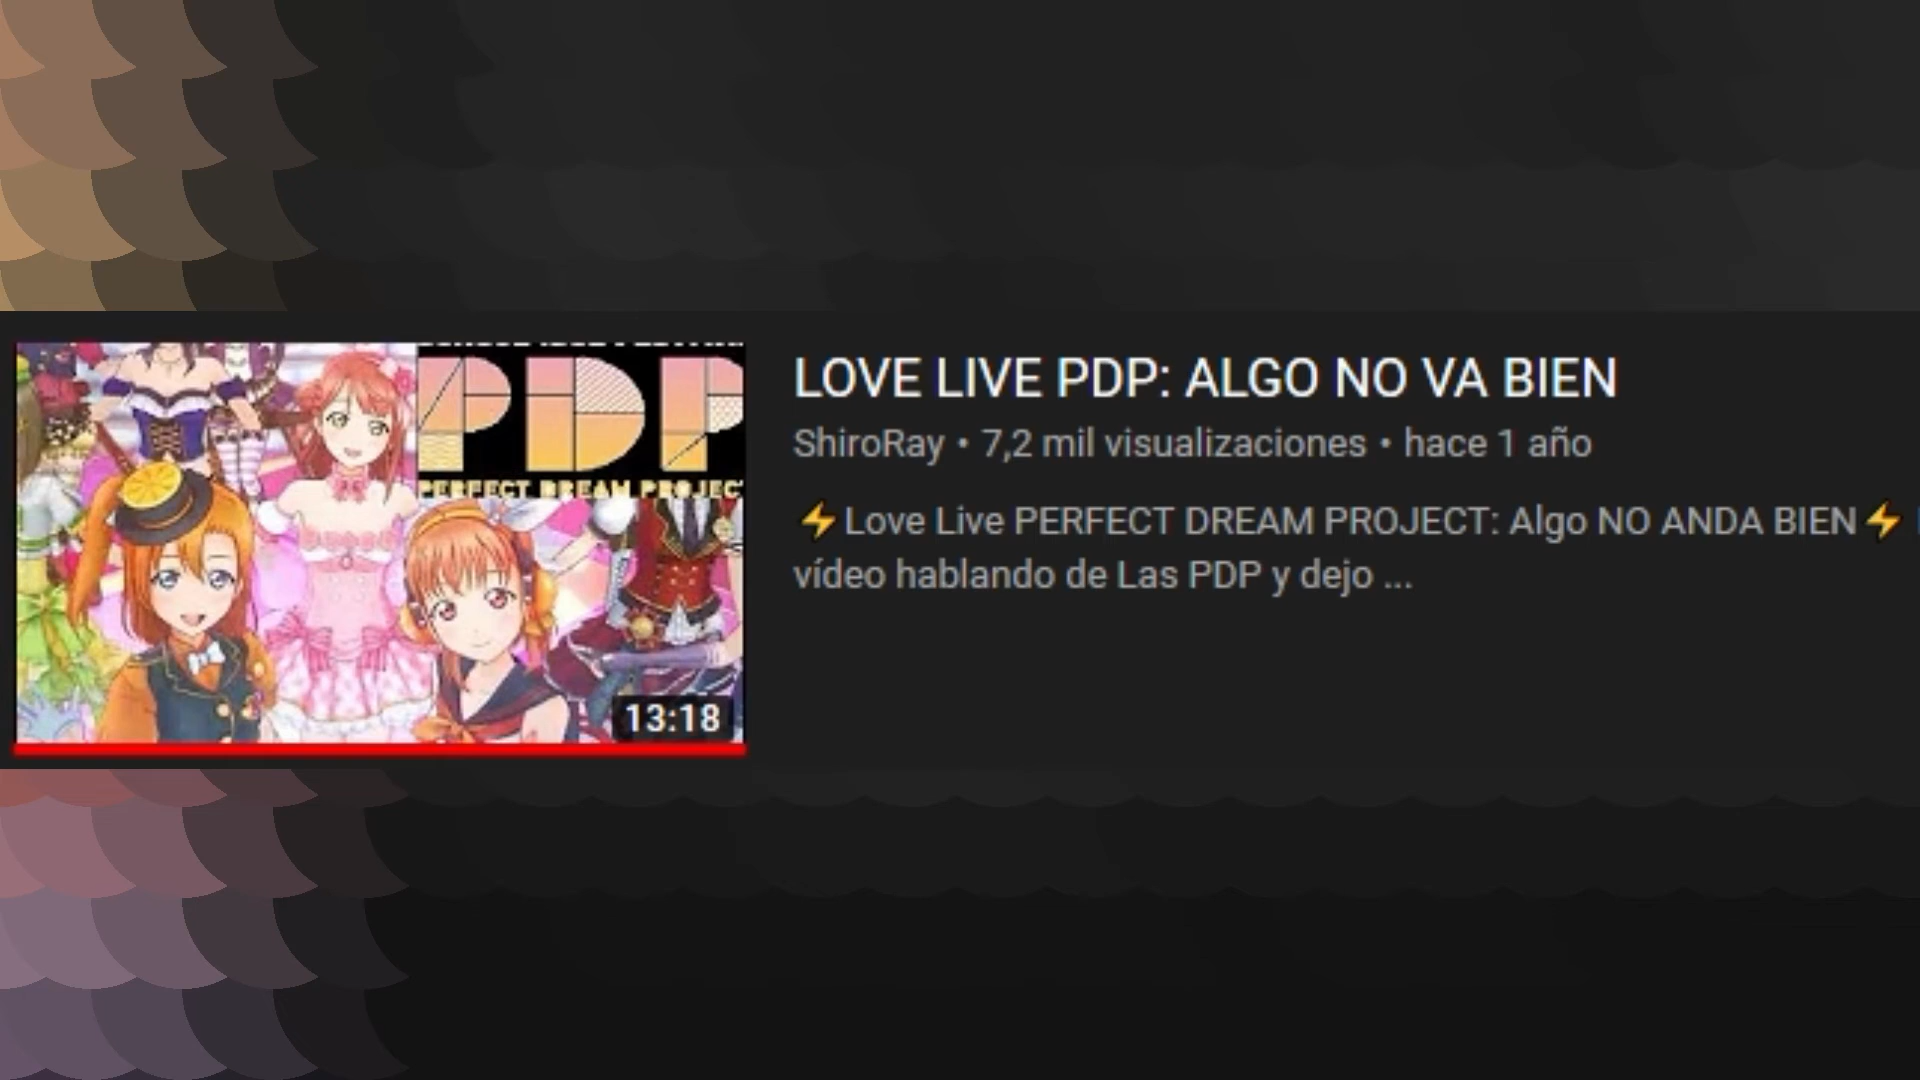 PDP
PERFECT DREAM PROJEC
13:18
LOVE LIVE PDP: ALGO NO VA BIEN
ShiroRay • 7,2 mil visualizaciones • hace 1 año
⚡Love Live PERFECT DREAM PROJECT: Algo NO ANDA BIEN⚡
vídeo hablando de Las PDP y dejo ...